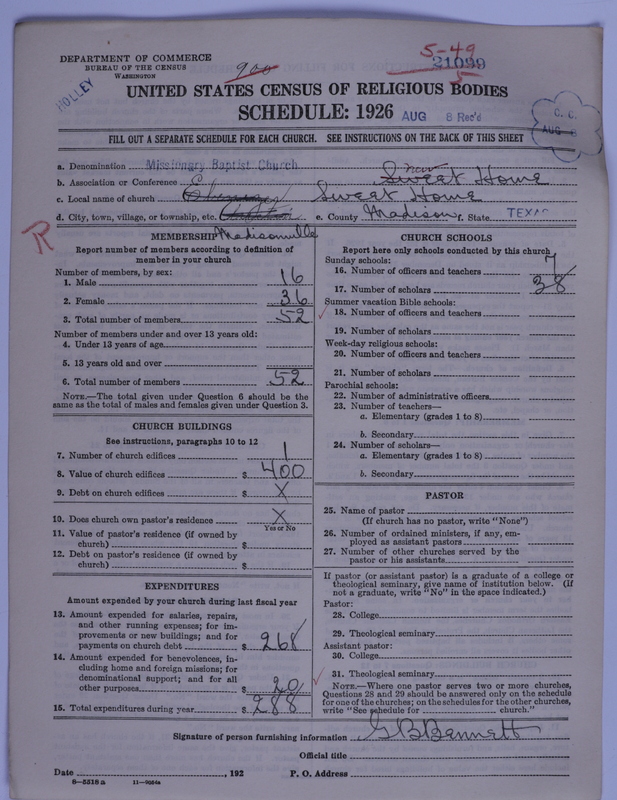 DEPARTMENT OF COMMERCE
BUREAU OF THE CENSUS
WASHINGTON
HOLLEY
900
5-49
21099
5
UNITED STATES CENSUS OF RELIGIOUS BODIES
SCHEDULE: 1926 AUG 8 Rec'd
C. C.
AUG 8
FILL OUT A SEPARATE SCHEDULE FOR EACH CHURCH. SEE INSTRUCTIONS ON THE BACK OF THIS SHEET
a. Denomination Missionary Baptist Church
New
b. Association or Conference Sweet Home
c. Local name of church Sweet Home
d. City, town, village, or township, etc. e. County Madison f. State TEXAS
R
Madisonville
MEMBERSHIP
Report number of members according to definition of
member in your church
Number of members, by sex:
1. Male 16
2. Female 36
3. Total number of members 52
Number of members under and over 13 years old:
4. Under 13 years of age
5. 13 years old and over
6. Total number of members 52
NOTE.—The total given under Question 6 should be the
same as the total of males and females given under Question 3.
CHURCH BUILDINGS
See instructions, paragraphs 10 to 12
7. Number of church edifices 1
8. Value of church edifices $ 400
9. Debt on church edifices $ X
10. Does church own pastor's residence X
Yes or No
11. Value of pastor's residence (if owned by
church) $
12. Debt on pastor's residence (if owned by
church) $
EXPENDITURES
Amount expended by your church during last fiscal year
13. Amount expended for salaries, repairs,
and other running expenses; for im-
provements or new buildings; and for
payments on church debt $ 268
14. Amount expended for benevolences, in-
cluding home and foreign missions; for
denominational support; and for all
other purposes $ 20
15. Total expenditures during year $ 288
CHURCH SCHOOLS
Report here only schools conducted by this church
Sunday schools:
16. Number of officers and teachers 7
17. Number of scholars 38
Summer vacation Bible schools:
18. Number of officers and teachers
19. Number of scholars
Week-day religious schools:
20. Number of officers and teachers
21. Number of scholars
Parochial schools:
22. Number of administrative officers
23. Number of teachers—
a. Elementary (grades 1 to 8)
b. Secondary
24. Number of scholars—
a. Elementary (grades 1 to 8)
b. Secondary
PASTOR
25. Name of pastor
(If church has no pastor, write "None")
26. Number of ordained ministers, if any, em-
ployed as assistant pastors
27. Number of other churches served by the
pastor or his assistants
If pastor (or assistant pastor) is a graduate of a college or
theological seminary, give name of institution below. (If
not a graduate, write "No" in the space indicated.)
Pastor:
28. College
29. Theological seminary
Assistant pastor:
30. College
31. Theological seminary
NOTE.—Where one pastor serves two or more churches,
Questions 28 and 29 should be answered only on the schedule
for one of the churches; on the schedules for the other churches,
write "See schedule for church."
Signature of person furnishing information G B Bennett
Official title
Date , 192 P. O. Address
8—5518a 11—9054a